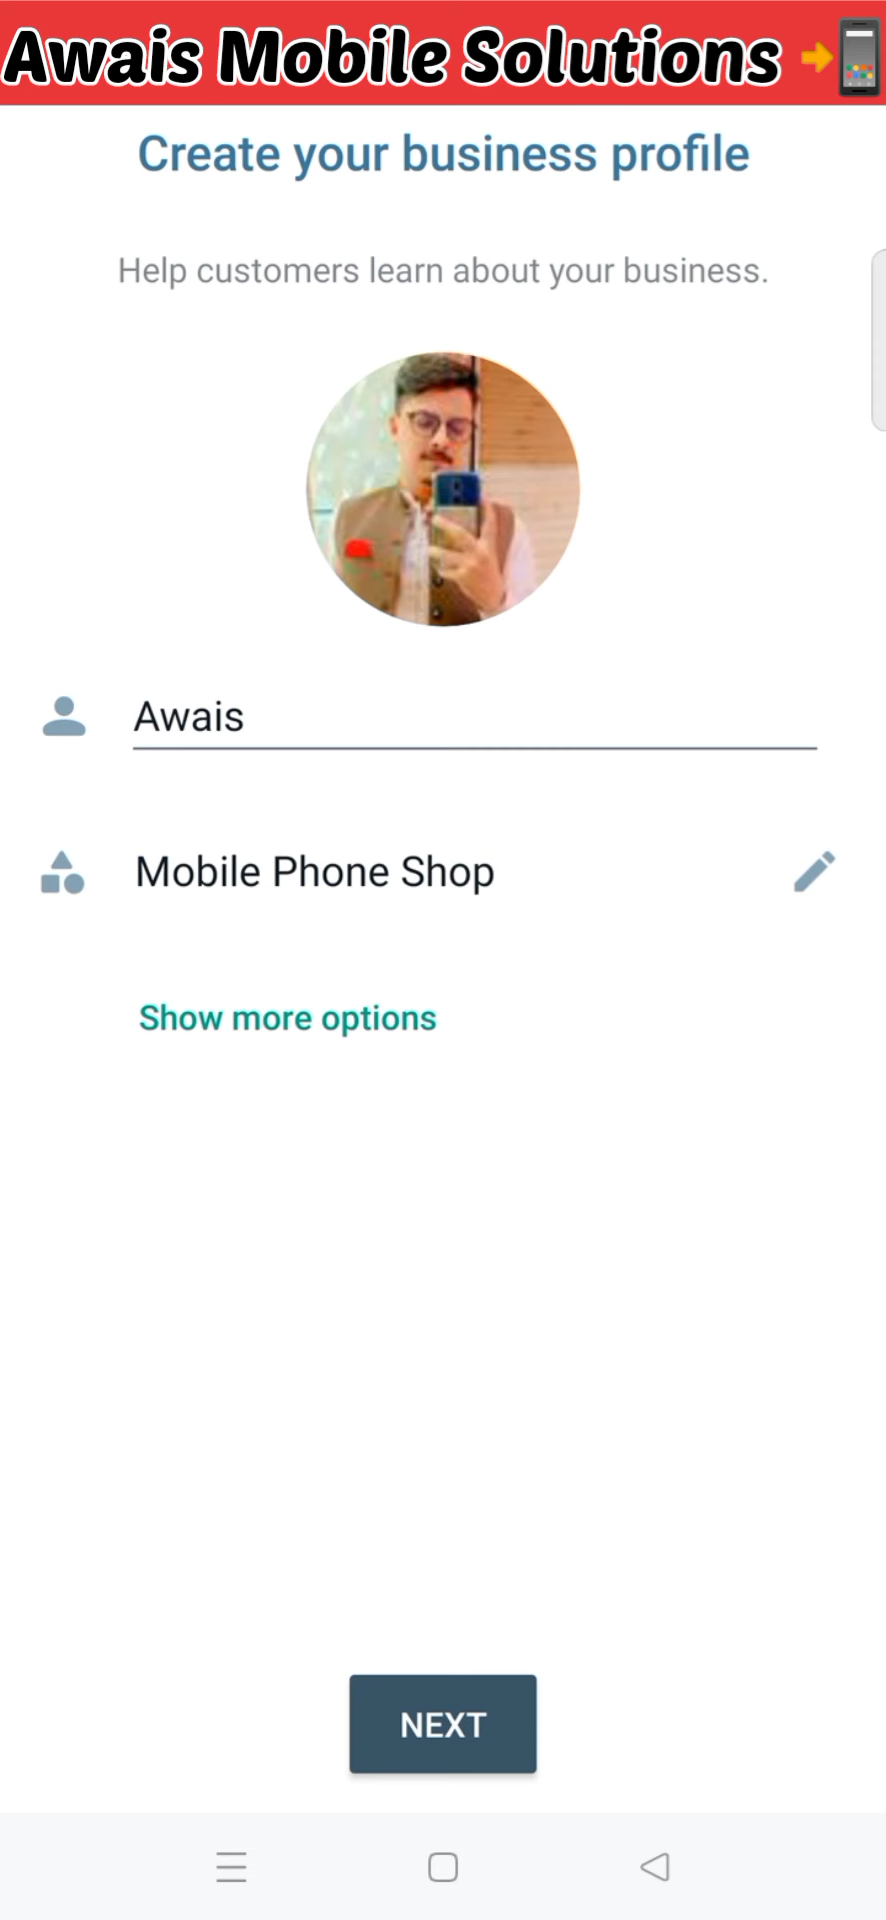 Awais Mobile Solutions
Create your business profile
Help customers learn about your business.
Awais
Mobile Phone Shop
Show more options
NEXT